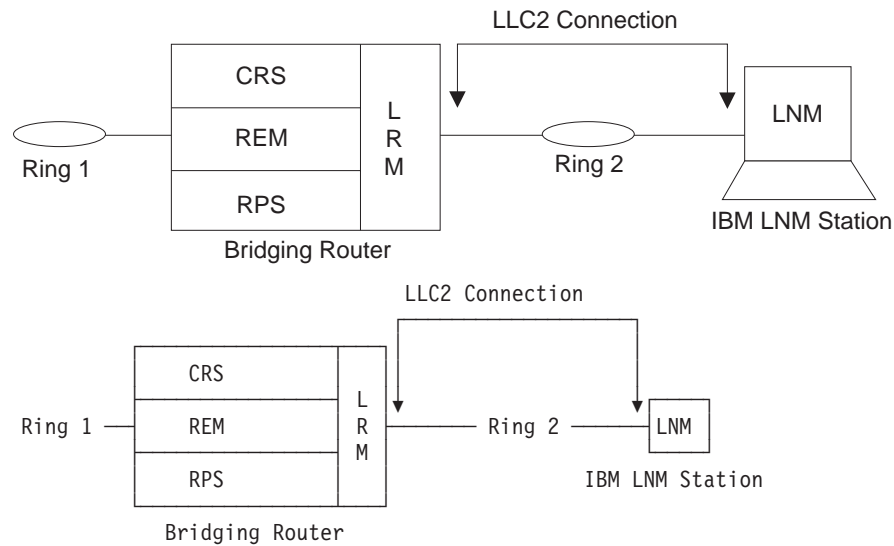 LLC2 Connection
CRS
REM
RPS
L
R
M
LNM
Ring 1
Ring 2
IBM LNM Station
Bridging Router
LLC2 Connection
CRS
REM
RPS
L
R
M
Ring 1
Ring 2
LNM
IBM LNM Station
Bridging Router